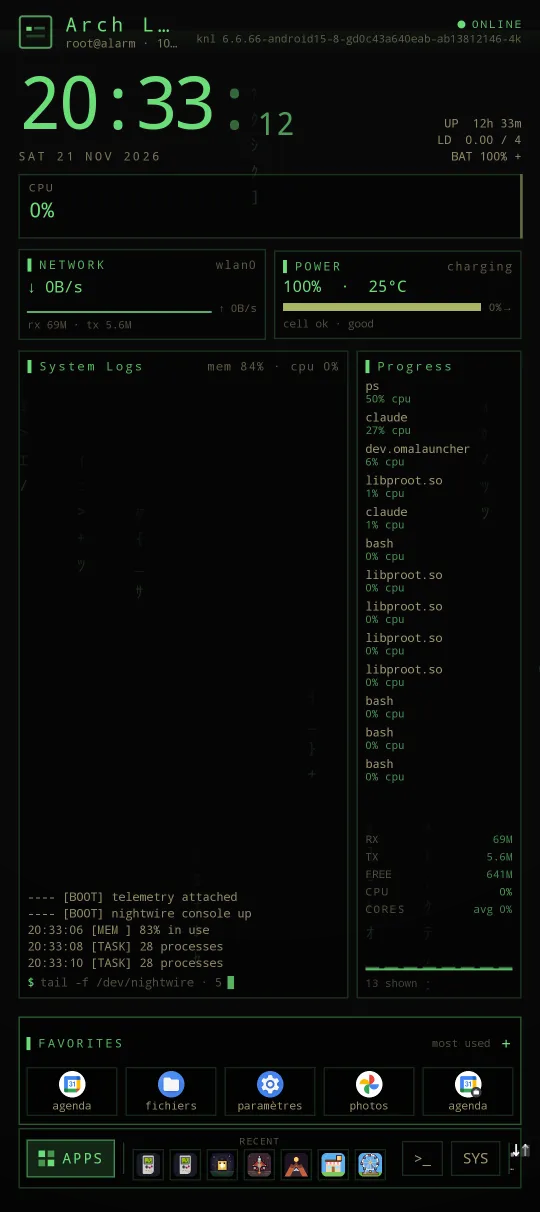 Arch L…
ONLINE
root@alarm · 10…
knl 6.6.66-android15-8-gd0c43a640eab-ab13812146-4k
20:33:12
UP 12h 33m
LD 0.00 / 4
SAT 21 NOV 2026
BAT 100% +
CPU
0%
NETWORK
wlan0
↓ 0B/s
↑ 0B/s
rx 69M · tx 5.6M
POWER
charging
100% · 25°C
0%→
cell ok · good
System Logs
mem 84% · cpu 0%
---- [BOOT] telemetry attached
---- [BOOT] nightwire console up
20:33:06 [MEM ] 83% in use
20:33:08 [TASK] 28 processes
20:33:10 [TASK] 28 processes
$ tail -f /dev/nightwire · 5
Progress
ps
50% cpu
claude
27% cpu
dev.omalauncher
6% cpu
libproot.so
1% cpu
claude
1% cpu
bash
0% cpu
libproot.so
0% cpu
libproot.so
0% cpu
libproot.so
0% cpu
libproot.so
0% cpu
bash
0% cpu
bash
0% cpu
bash
0% cpu
RX 69M
TX 5.6M
FREE 641M
CPU 0%
CORES avg 0%
13 shown
FAVORITES
most used +
31
agenda
fichiers
paramètres
photos
31
agenda
APPS
RECENT
>_
SYS